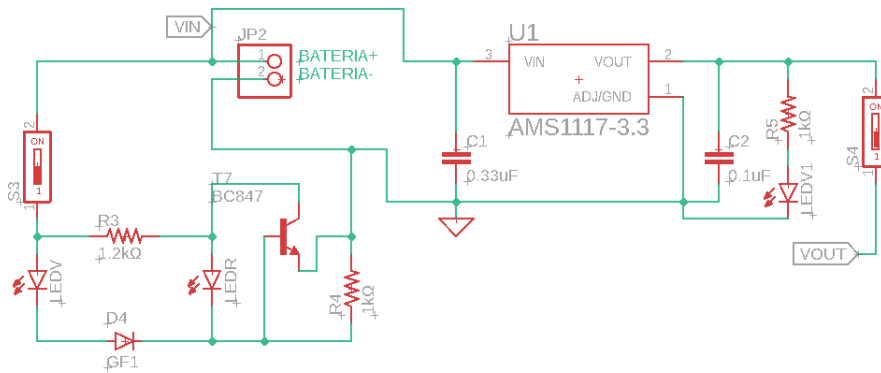 VIN
JP2
1
2
BATERIA+
BATERIA-
U1
3
VIN
VOUT
2
ADJ/GND
1
AMS1117-3.3
2
ON
1
S3
1
C1
0.33uF
C2
0.1uF
R5
1kΩ
LEDV1
2
ON
1
S4
1
VOUT
T7
BC847
R3
1.2kΩ
LEDV
LEDR
R4
1kΩ
D4
GF1